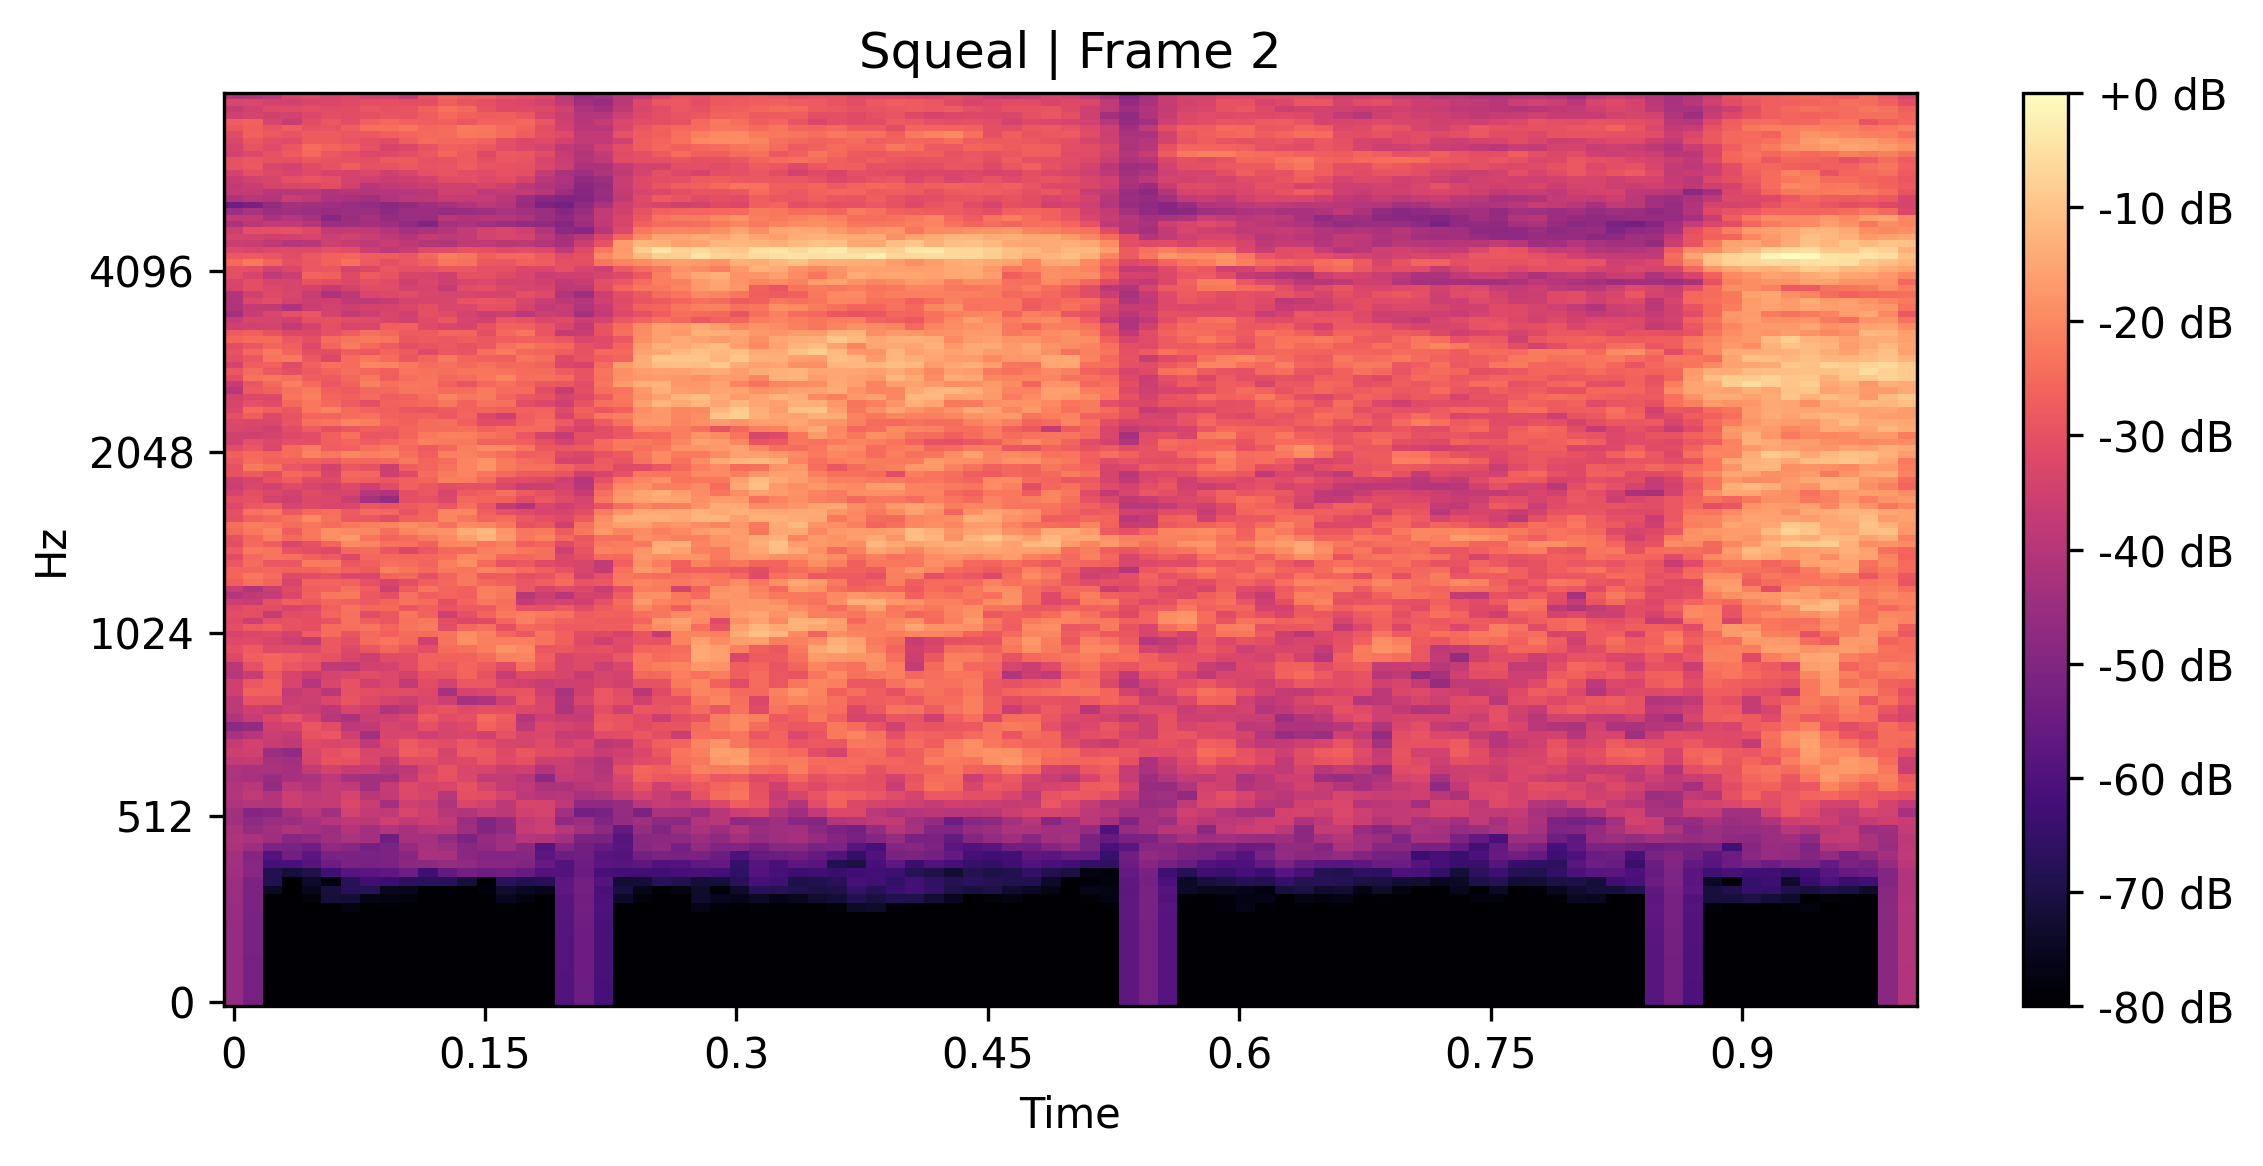 Squeal | Frame 2
+0 dB
-10 dB
-20 dB
-30 dB
-40 dB
-50 dB
-60 dB
-70 dB
-80 dB
4096
2048
1024
512
0
Hz
0 0.15 0.3 0.45 0.6 0.75 0.9
Time